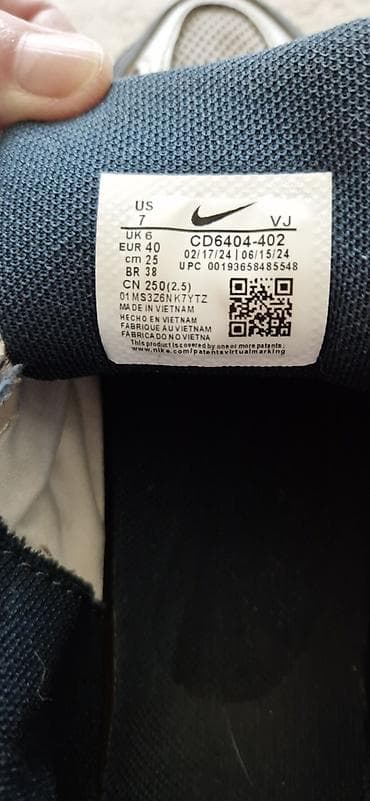 US
7
VJ
UK 6
EUR 40
cm 25
BR 38
CN 250(2.5)
CD6404-402
02/17/24 | 06/15/24
UPC 00193658485548
01MS3Z6NK7YTZ
MADE IN VIETNAM
HECHO EN VIETNAM
FABRIQUE AU VIETNAM
FABRICADO NO VIETNA
This product is covered by one or more patents:
www.nike.com/patentsvirtualmarking